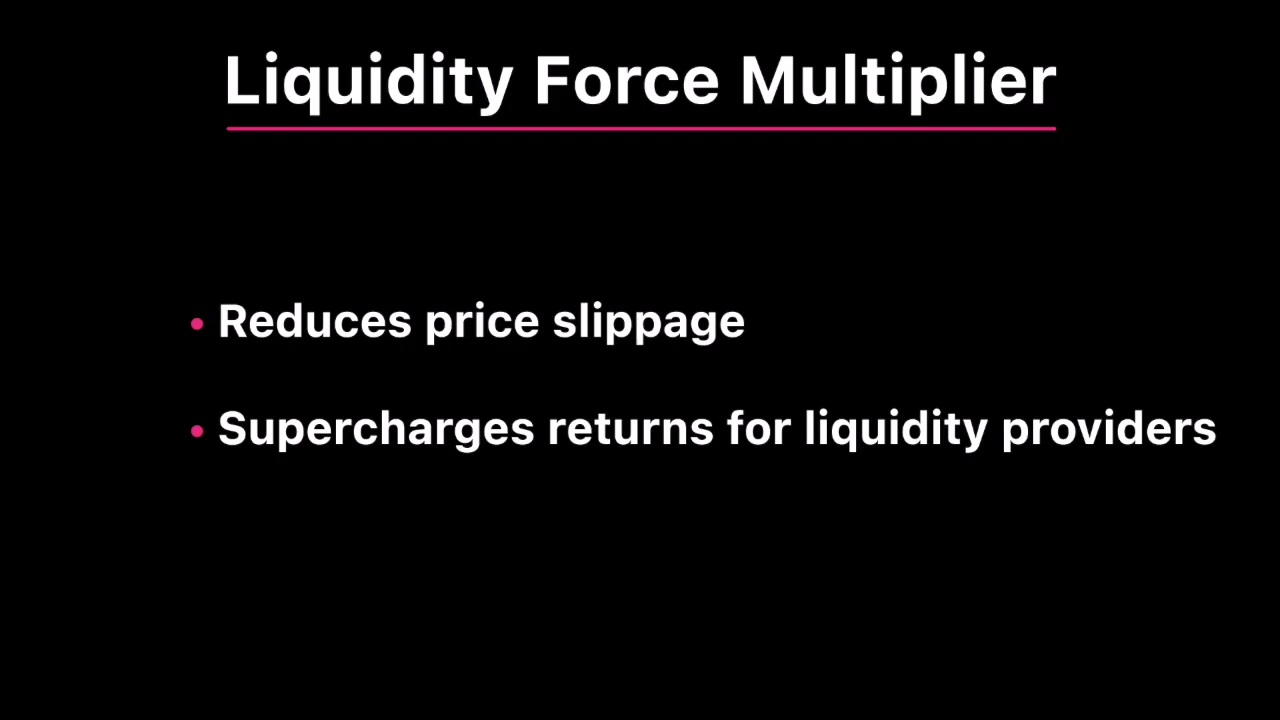 Liquidity Force Multiplier
• Reduces price slippage
• Supercharges returns for liquidity providers